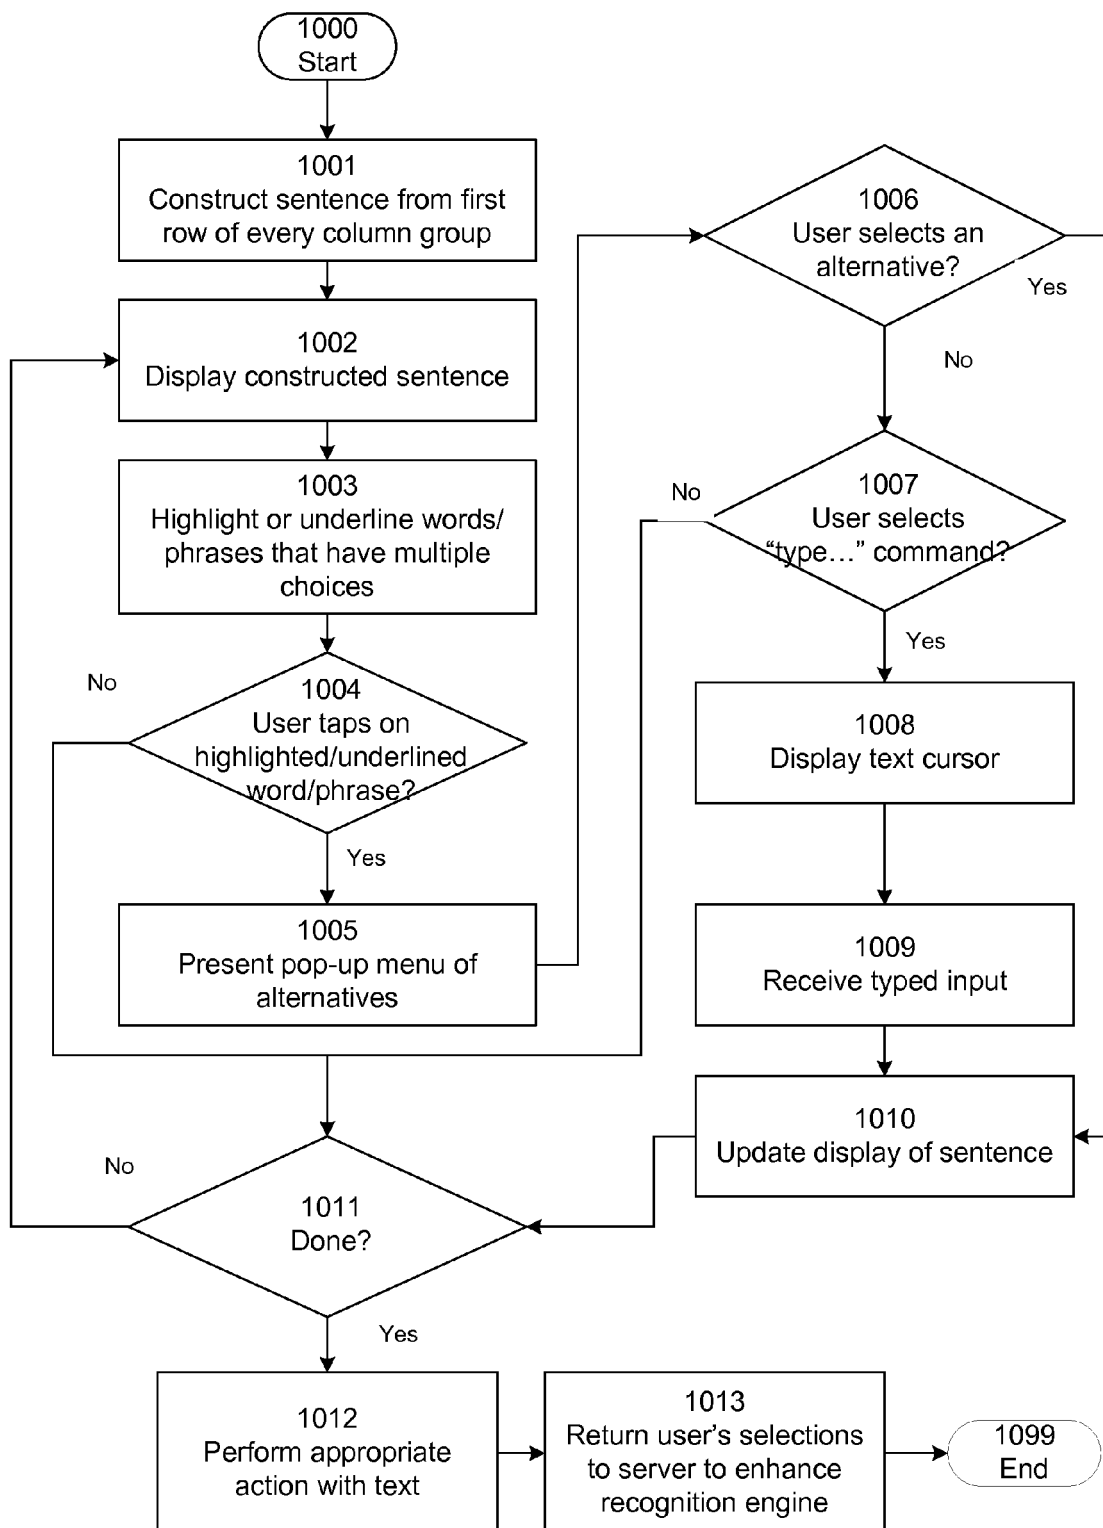 1000
Start
1001
Construct sentence from first
row of every column group
1002
Display constructed sentence
1003
Highlight or underline words/
phrases that have multiple
choices
No
1004
User taps on
highlighted/underlined
word/phrase?
Yes
1005
Present pop-up menu of
alternatives
1006
User selects an
alternative?
Yes
No
No
1007
User selects
“type…” command?
Yes
1008
Display text cursor
1009
Receive typed input
1010
Update display of sentence
No
1011
Done?
Yes
1012
Perform appropriate
action with text
1013
Return user’s selections
to server to enhance
recognition engine
1099
End